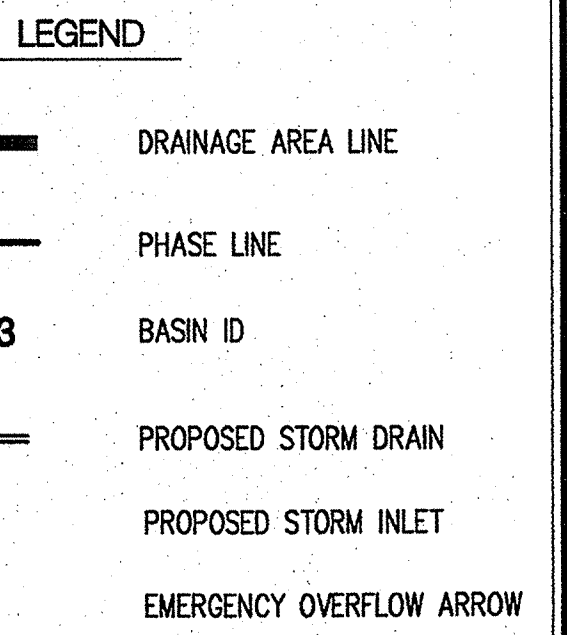 LEGEND
DRAINAGE AREA LINE
PHASE LINE
3 BASIN ID
PROPOSED STORM DRAIN
PROPOSED STORM INLET
EMERGENCY OVERFLOW ARROW